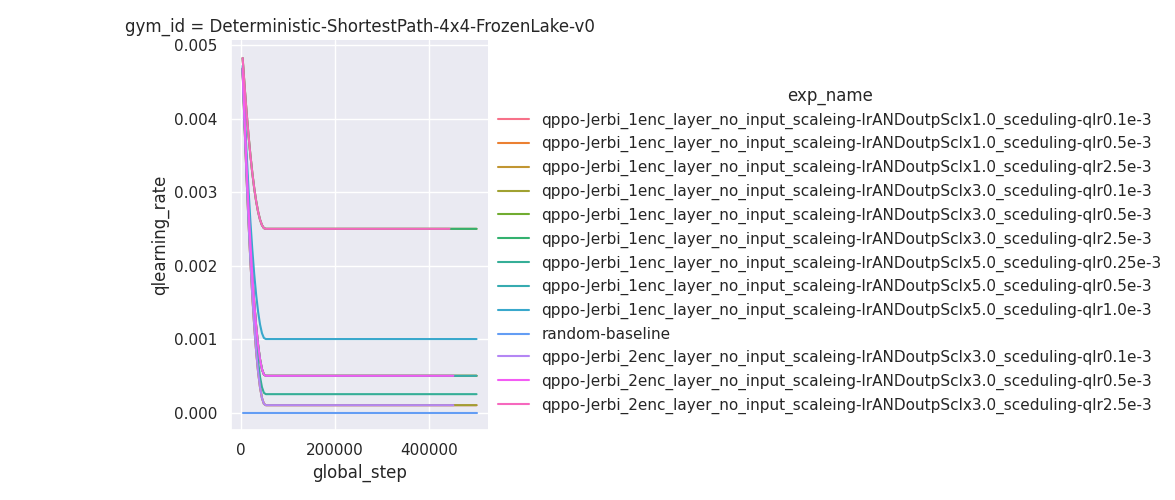 gym_id = Deterministic-ShortestPath-4x4-FrozenLake-v0
0.005
0.004
0.003
0.002
0.001
0.000
qlearning_rate
0
200000
400000
global_step
exp_name
qppo-Jerbi_1enc_layer_no_input_scaleing-lrANDoutpSclx1.0_sceduling-qlr0.1e-3
qppo-Jerbi_1enc_layer_no_input_scaleing-lrANDoutpSclx1.0_sceduling-qlr0.5e-3
qppo-Jerbi_1enc_layer_no_input_scaleing-lrANDoutpSclx1.0_sceduling-qlr2.5e-3
qppo-Jerbi_1enc_layer_no_input_scaleing-lrANDoutpSclx3.0_sceduling-qlr0.1e-3
qppo-Jerbi_1enc_layer_no_input_scaleing-lrANDoutpSclx3.0_sceduling-qlr0.5e-3
qppo-Jerbi_1enc_layer_no_input_scaleing-lrANDoutpSclx3.0_sceduling-qlr2.5e-3
qppo-Jerbi_1enc_layer_no_input_scaleing-lrANDoutpSclx5.0_sceduling-qlr0.25e-3
qppo-Jerbi_1enc_layer_no_input_scaleing-lrANDoutpSclx5.0_sceduling-qlr0.5e-3
qppo-Jerbi_1enc_layer_no_input_scaleing-lrANDoutpSclx5.0_sceduling-qlr1.0e-3
random-baseline
qppo-Jerbi_2enc_layer_no_input_scaleing-lrANDoutpSclx3.0_sceduling-qlr0.1e-3
qppo-Jerbi_2enc_layer_no_input_scaleing-lrANDoutpSclx3.0_sceduling-qlr0.5e-3
qppo-Jerbi_2enc_layer_no_input_scaleing-lrANDoutpSclx3.0_sceduling-qlr2.5e-3